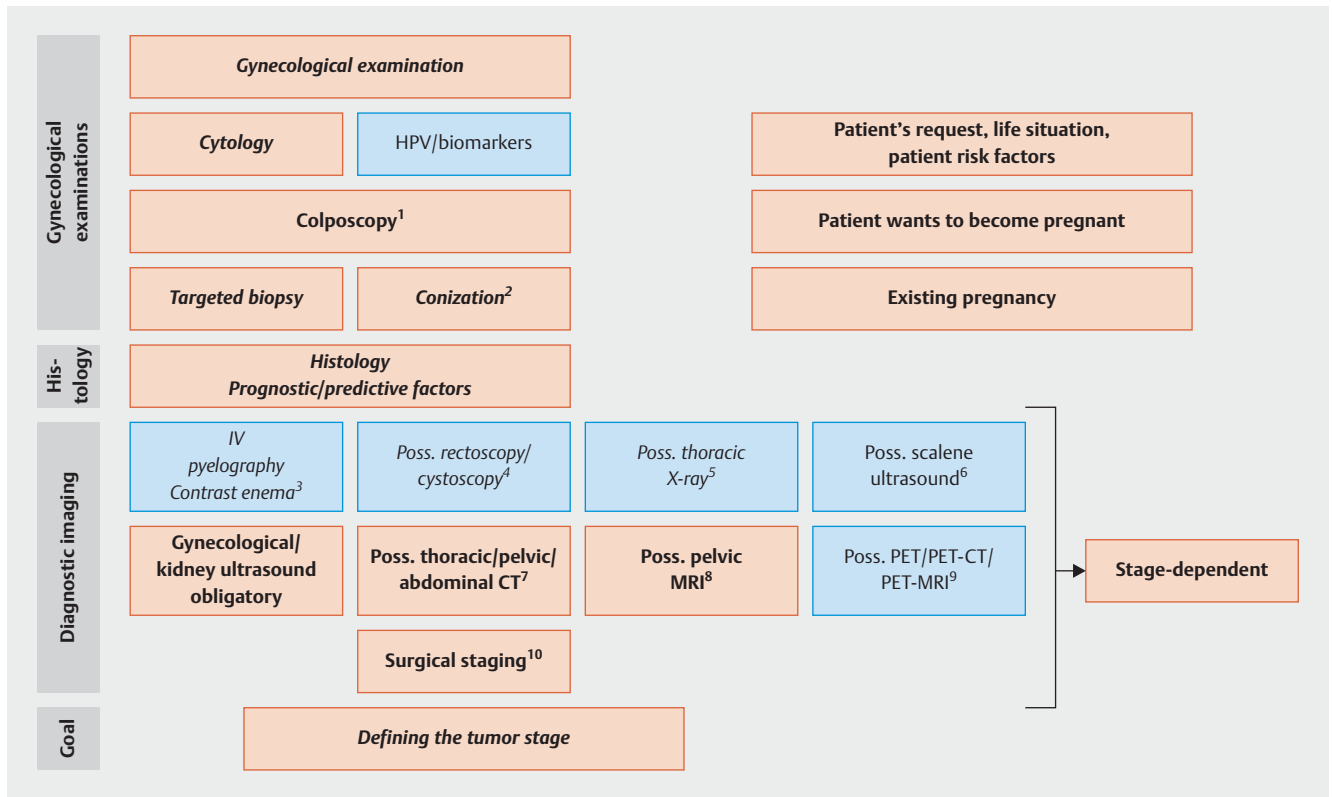 Gynecological
examinations
Gynecological examination
Cytology
HPV/biomarkers
Patient's request, life situation,
patient risk factors
Colposcopy1
Patient wants to become pregnant
Targeted biopsy
Conization2
Existing pregnancy
His-
tology
Histology
Prognostic/predictive factors
Diagnostic imaging
IV
pyelography
Contrast enema3
Poss. rectoscopy/
cystoscopy4
Poss. thoracic
X-ray5
Poss. scalene
ultrasound6
Gynecological/
kidney ultrasound
obligatory
Poss. thoracic/pelvic/
abdominal CT7
Poss. pelvic
MRI8
Poss. PET/PET-CT/
PET-MRI9
Stage-dependent
Surgical staging10
Goal
Defining the tumor stage